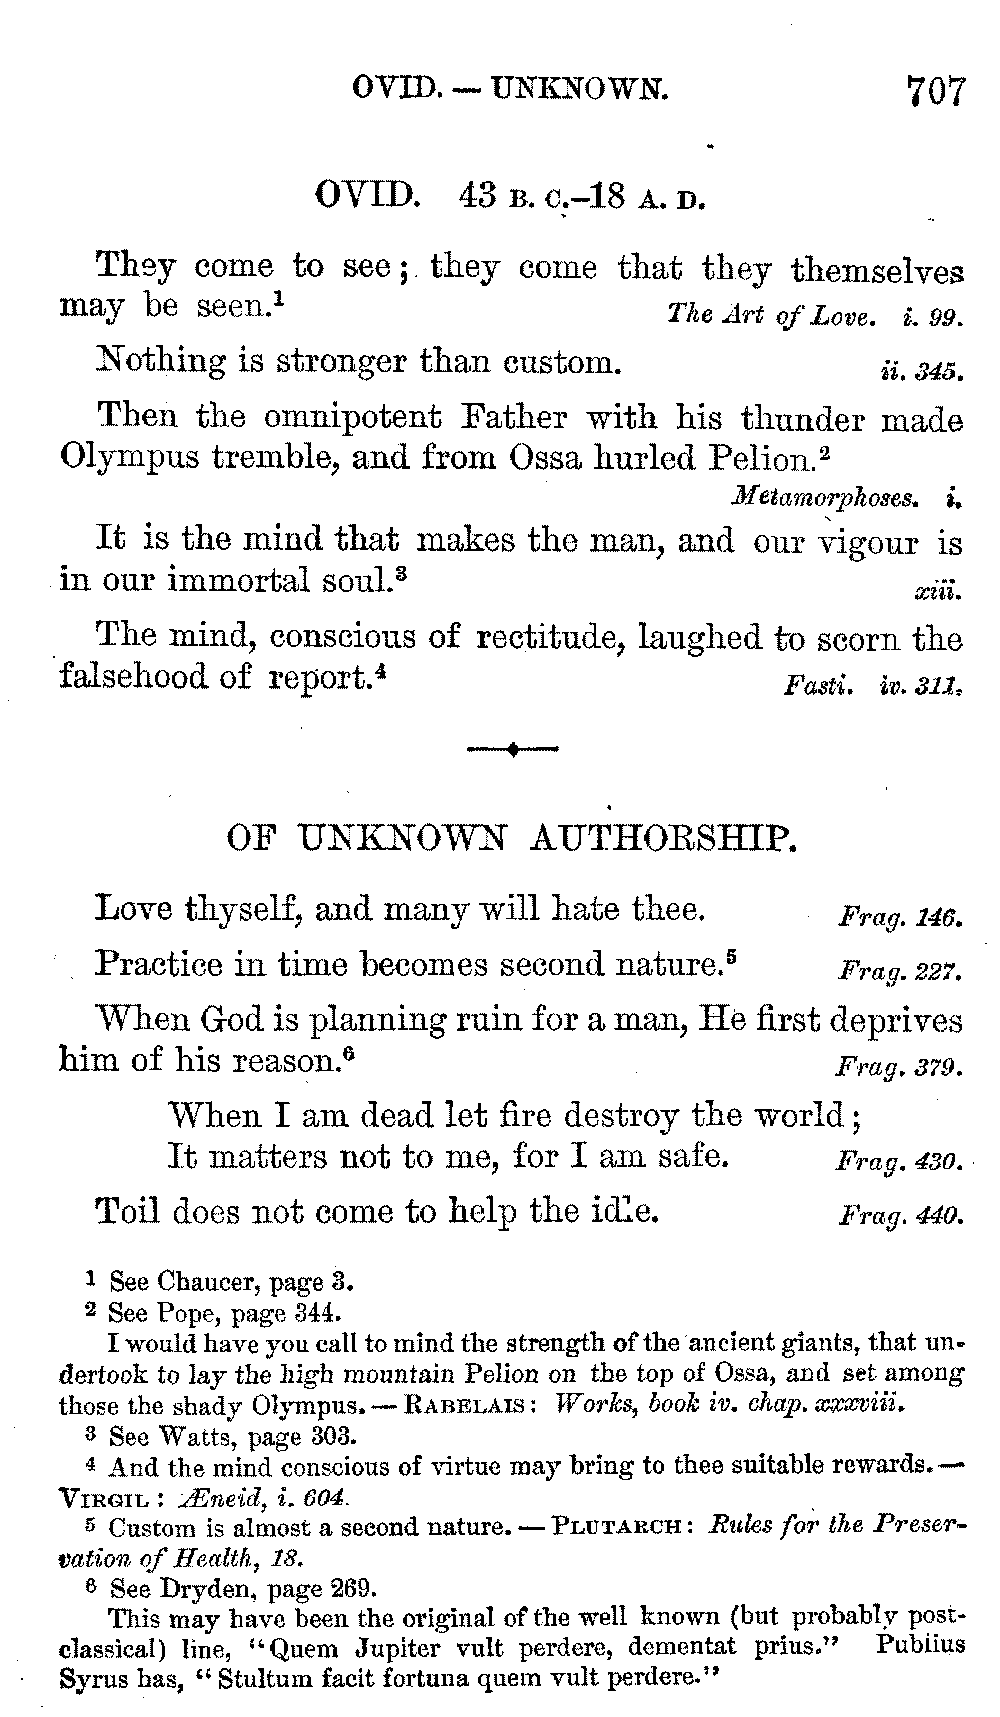 OVID. — UNKNOWN. 707
OVID. 43 B. C.–18 A. D.
They come to see; they come that they themselves
may be seen.¹ The Art of Love. i. 99.
Nothing is stronger than custom. ii. 345.
Then the omnipotent Father with his thunder made
Olympus tremble, and from Ossa hurled Pelion.²
Metamorphoses. i.
It is the mind that makes the man, and our vigour is
in our immortal soul.³ xiii.
The mind, conscious of rectitude, laughed to scorn the
falsehood of report.⁴ Fasti. iv. 311.
OF UNKNOWN AUTHORSHIP.
Love thyself, and many will hate thee. Frag. 146.
Practice in time becomes second nature.⁵ Frag. 227.
When God is planning ruin for a man, He first deprives
him of his reason.⁶ Frag. 379.
When I am dead let fire destroy the world;
It matters not to me, for I am safe. Frag. 430.
Toil does not come to help the idle. Frag. 440.
¹ See Chaucer, page 3.
² See Pope, page 344.
I would have you call to mind the strength of the ancient giants, that un-
dertook to lay the high mountain Pelion on the top of Ossa, and set among
those the shady Olympus. — RABELAIS: Works, book iv. chap. xxxviii.
³ See Watts, page 303.
⁴ And the mind conscious of virtue may bring to thee suitable rewards. —
VIRGIL: Æneid, i. 604.
⁵ Custom is almost a second nature. — PLUTARCH: Rules for the Preser-
vation of Health, 18.
⁶ See Dryden, page 269.
This may have been the original of the well known (but probably post-
classical) line, “Quem Jupiter vult perdere, dementat prius.” Publius
Syrus has, “Stultum facit fortuna quem vult perdere.”